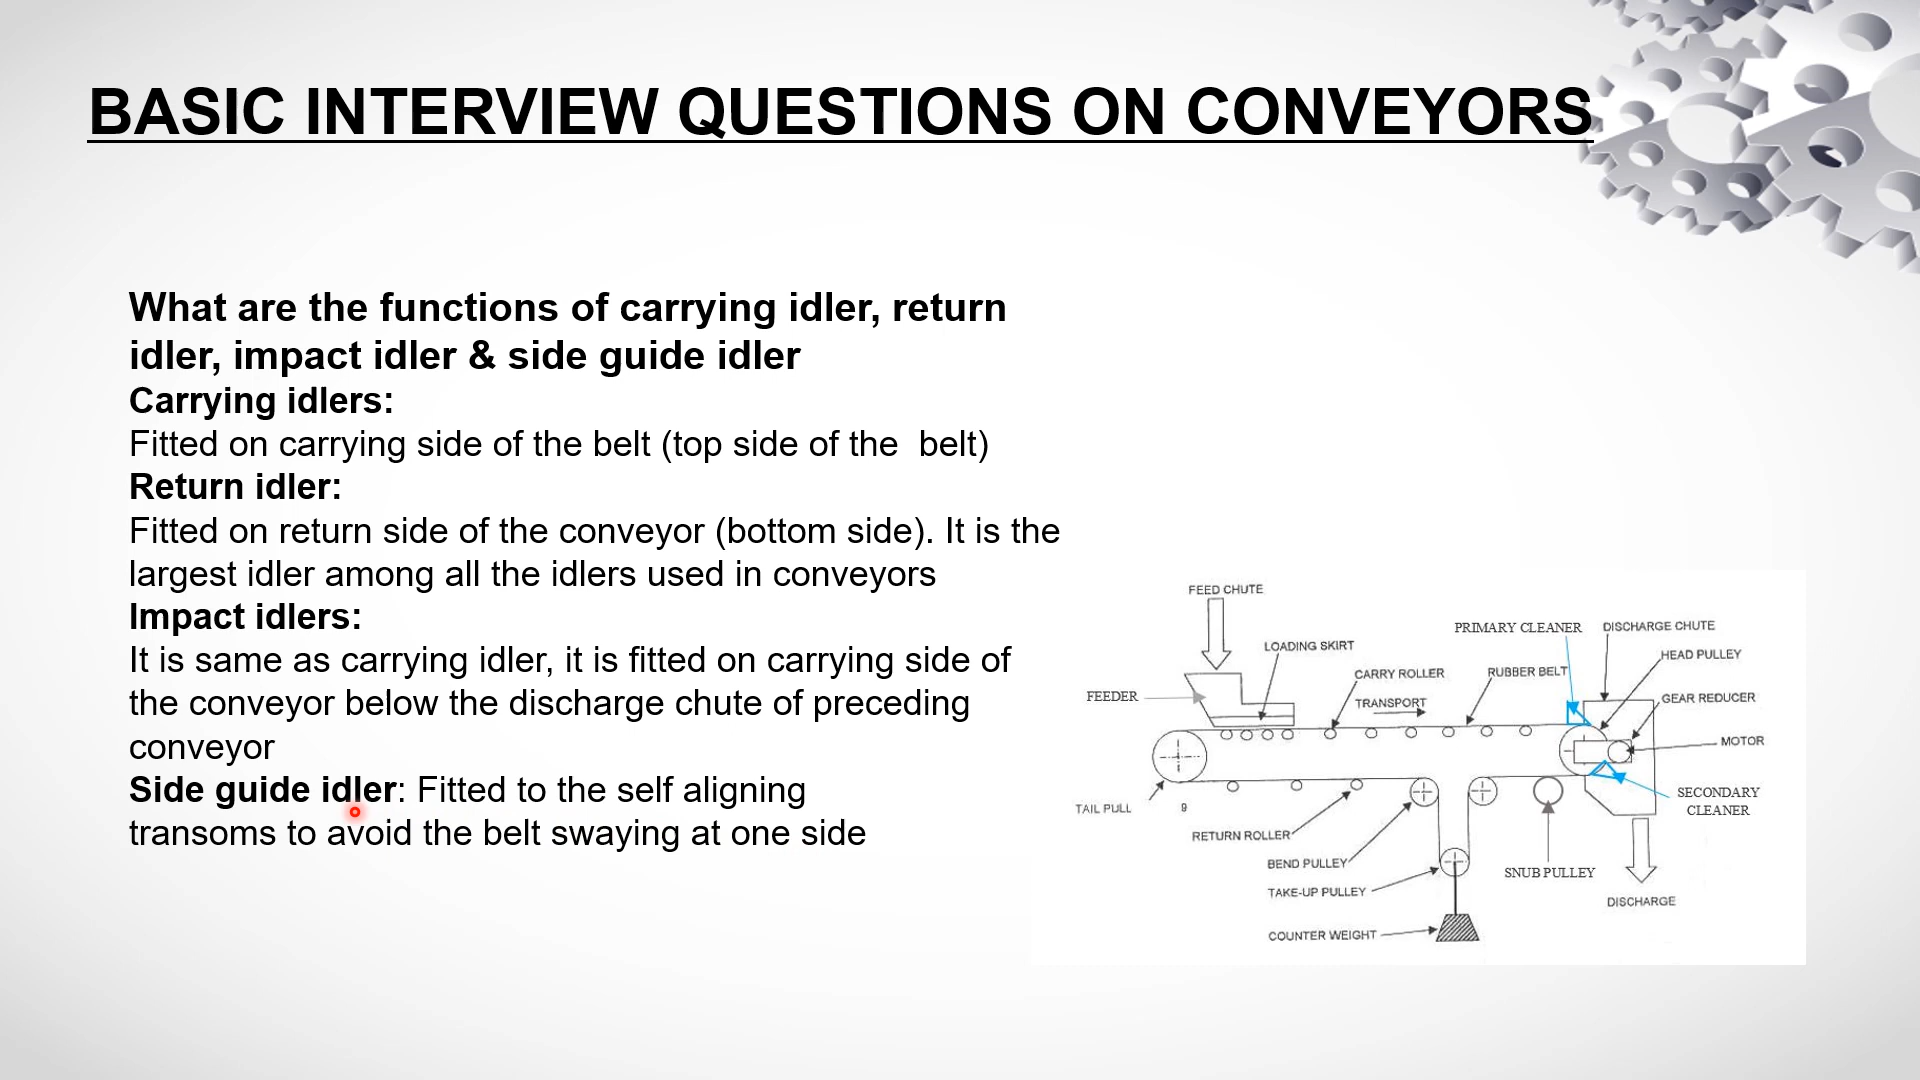 BASIC INTERVIEW QUESTIONS ON CONVEYORS
What are the functions of carrying idler, return
idler, impact idler & side guide idler
Carrying idlers:
Fitted on carrying side of the belt (top side of the  belt)
Return idler:
Fitted on return side of the conveyor (bottom side). It is the
largest idler among all the idlers used in conveyors
Impact idlers:
It is same as carrying idler, it is fitted on carrying side of
the conveyor below the discharge chute of preceding
conveyor
Side guide idler: Fitted to the self aligning
transoms to avoid the belt swaying at one side
FEED CHUTE
PRIMARY CLEANER
DISCHARGE CHUTE
LOADING SKIRT
HEAD PULLEY
CARRY ROLLER
RUBBER BELT
FEEDER
TRANSPORT
GEAR REDUCER
MOTOR
TAIL PULL
9
SECONDARY
CLEANER
RETURN ROLLER
BEND PULLEY
SNUB PULLEY
TAKE-UP PULLEY
DISCHARGE
COUNTER WEIGHT